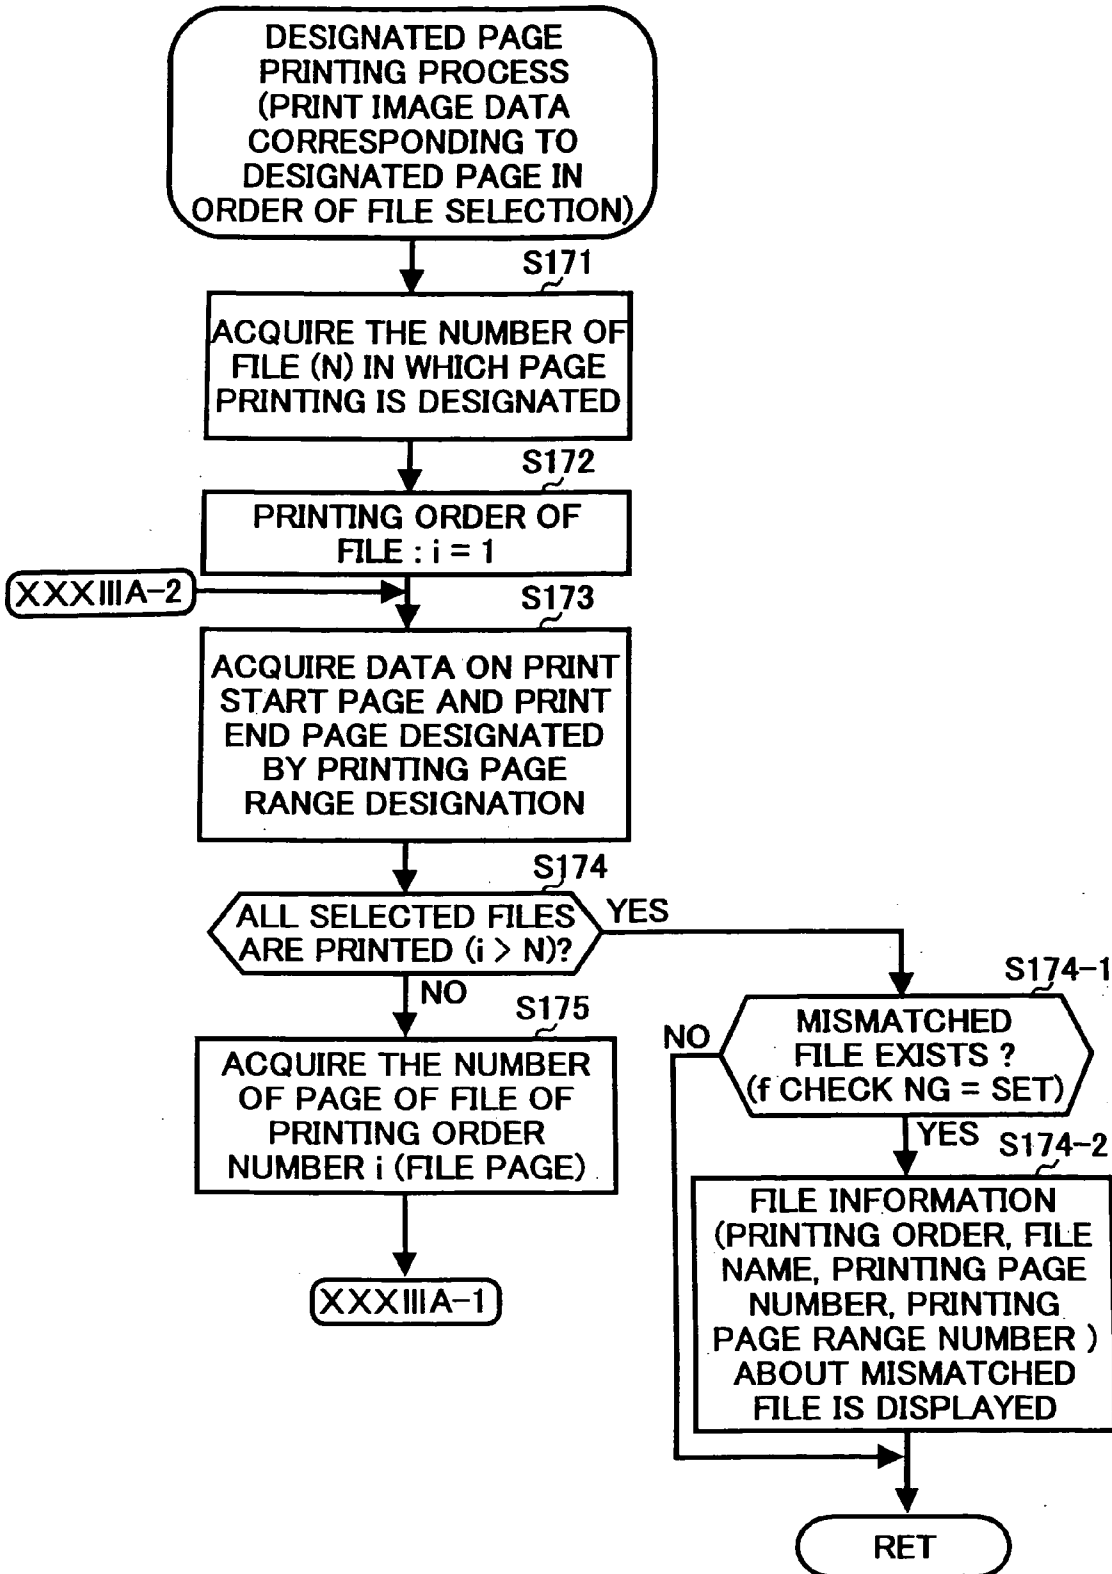 DESIGNATED PAGE
PRINTING PROCESS
(PRINT IMAGE DATA
CORRESPONDING TO
DESIGNATED PAGE IN
ORDER OF FILE SELECTION)
S171
ACQUIRE THE NUMBER OF
FILE (N) IN WHICH PAGE
PRINTING IS DESIGNATED
S172
PRINTING ORDER OF
FILE : i = 1
XXXIIIA-2
S173
ACQUIRE DATA ON PRINT
START PAGE AND PRINT
END PAGE DESIGNATED
BY PRINTING PAGE
RANGE DESIGNATION
S174
ALL SELECTED FILES
ARE PRINTED (i > N)?
YES
NO
S175
ACQUIRE THE NUMBER
OF PAGE OF FILE OF
PRINTING ORDER
NUMBER i (FILE PAGE)
XXXIIIA-1
S174-1
MISMATCHED
FILE EXISTS ?
(f CHECK NG = SET)
NO
YES
S174-2
FILE INFORMATION
(PRINTING ORDER, FILE
NAME, PRINTING PAGE
NUMBER, PRINTING
PAGE RANGE NUMBER )
ABOUT MISMATCHED
FILE IS DISPLAYED
RET